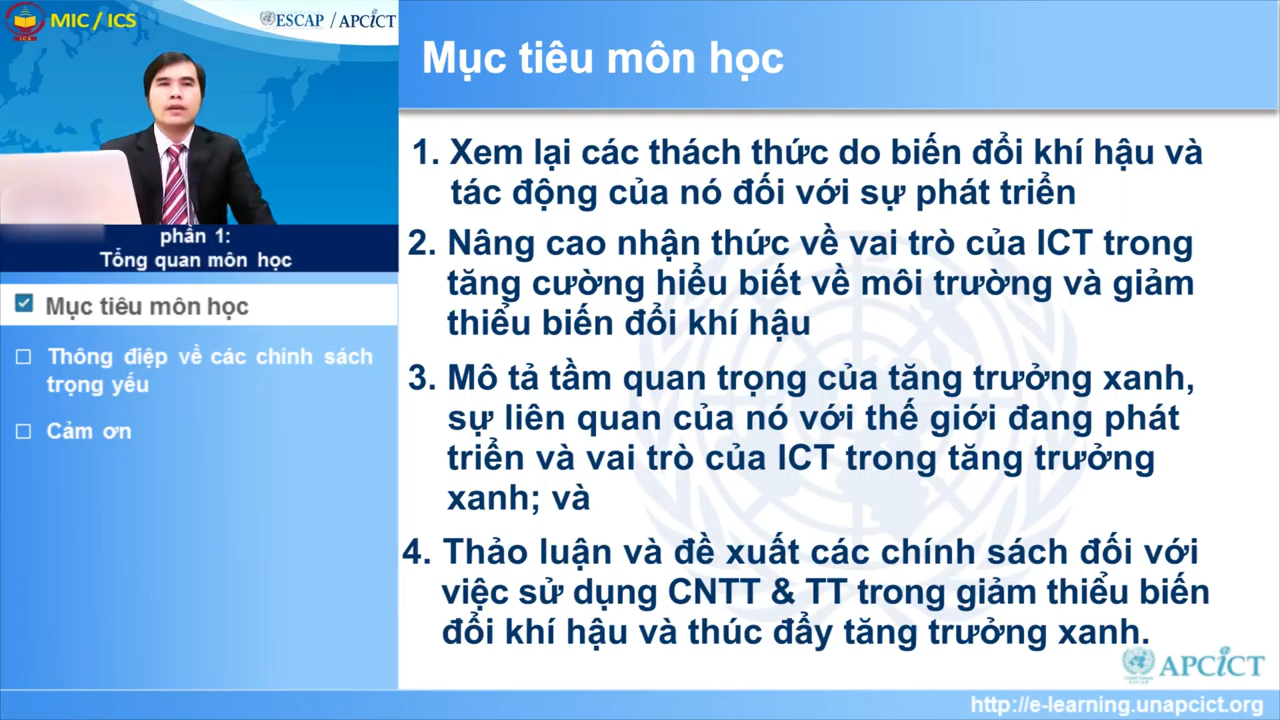 MIC / ICS
ESCAP / APCICT
phần 1:
Tổng quan môn học
Mục tiêu môn học
Thông điệp về các chính sách
trọng yếu
Cảm ơn
Mục tiêu môn học
1. Xem lại các thách thức do biến đổi khí hậu và
tác động của nó đối với sự phát triển
2. Nâng cao nhận thức về vai trò của ICT trong
tăng cường hiểu biết về môi trường và giảm
thiểu biến đổi khí hậu
3. Mô tả tầm quan trọng của tăng trưởng xanh,
sự liên quan của nó với thế giới đang phát
triển và vai trò của ICT trong tăng trưởng
xanh; và
4. Thảo luận và đề xuất các chính sách đối với
việc sử dụng CNTT & TT trong giảm thiểu biến
đổi khí hậu và thúc đẩy tăng trưởng xanh.
APCICT
http://e-learning.unapcict.org